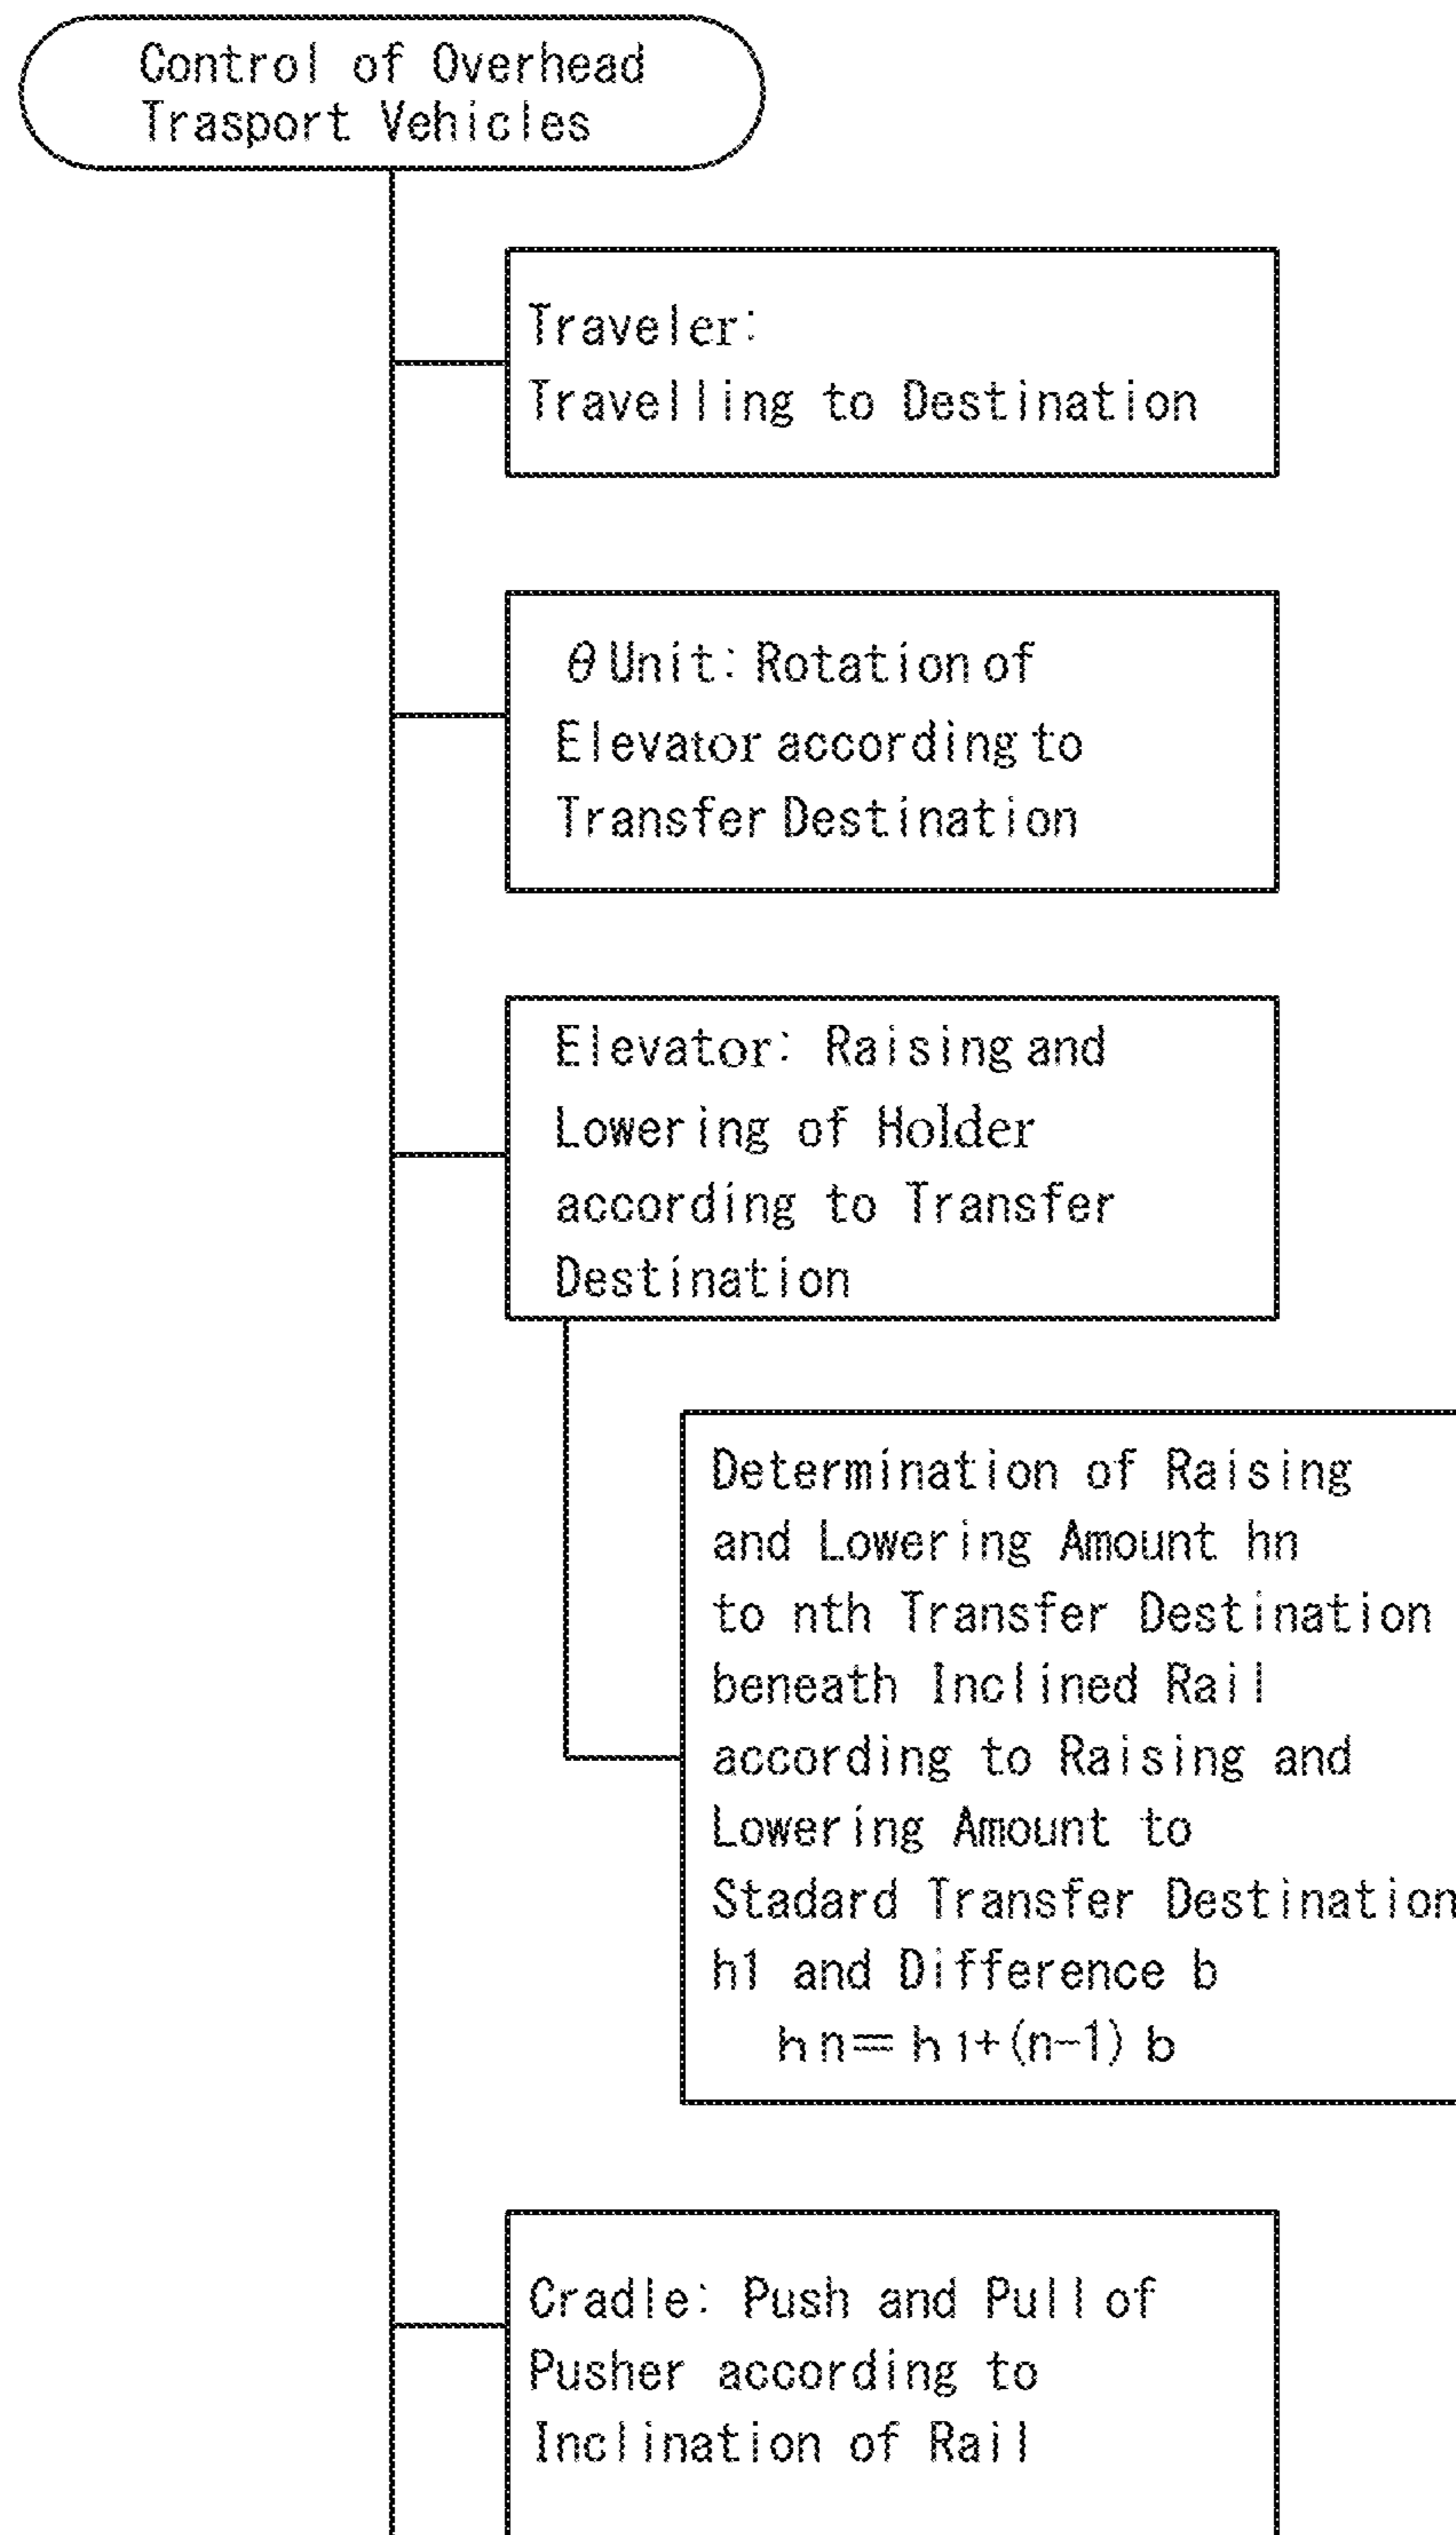 Control of Overhead
Trasport Vehicles
Traveler:
Travelling to Destination
θ Unit: Rotation of
Elevator according to
Transfer Destination
Elevator: Raising and
Lowering of Holder
according to Transfer
Destination
Determination of Raising
and Lowering Amount hn
to nth Transfer Destination
beneath Inclined Rail
according to Raising and
Lowering Amount to
Stadard Transfer Destination
h1 and Difference b
hn=h1+(n-1) b
Cradle: Push and Pull of
Pusher according to
Inclination of Rail